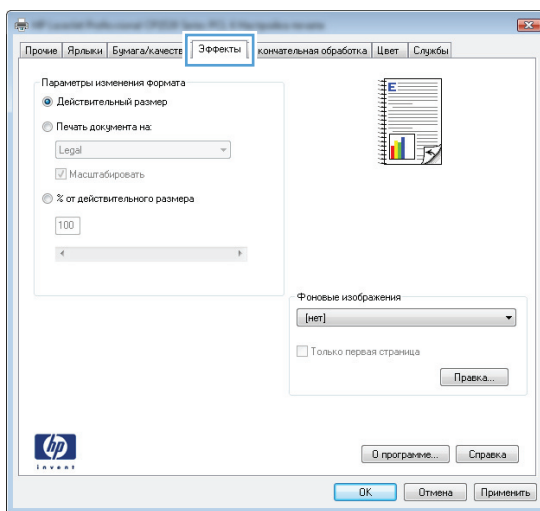 Прочие Ярлыки Бумага/качеств Эффекты кончательная обработка Цвет Службы
Параметры изменения формата
Действительный размер
Печать документа на:
Legal
Масштабировать
% от действительного размера
100
E
Фоновые изображения
[нет]
Только первая страница
Правка...
hp
invent
О программе... Справка
OK Отмена Применить